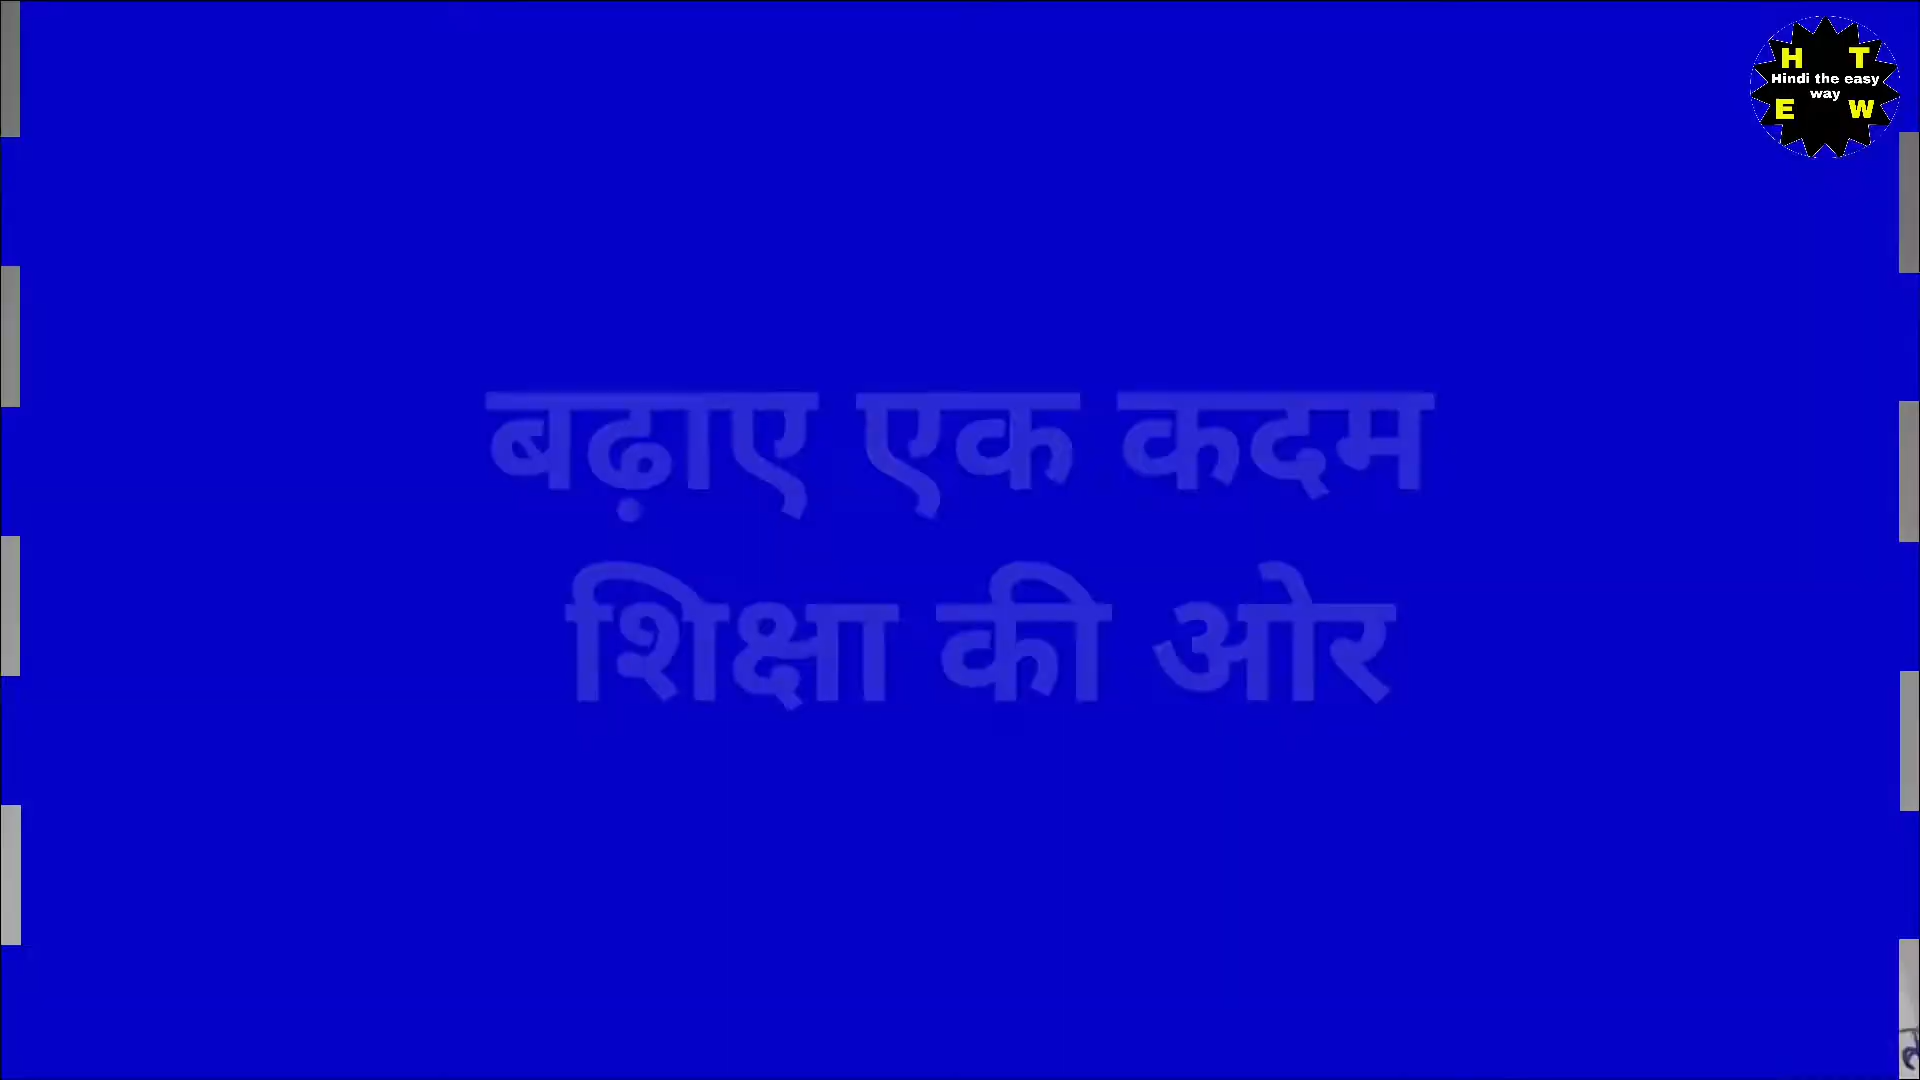 H T
Hindi the easy
way
E W
बढ़ाए एक कदम
शिक्षा की ओर